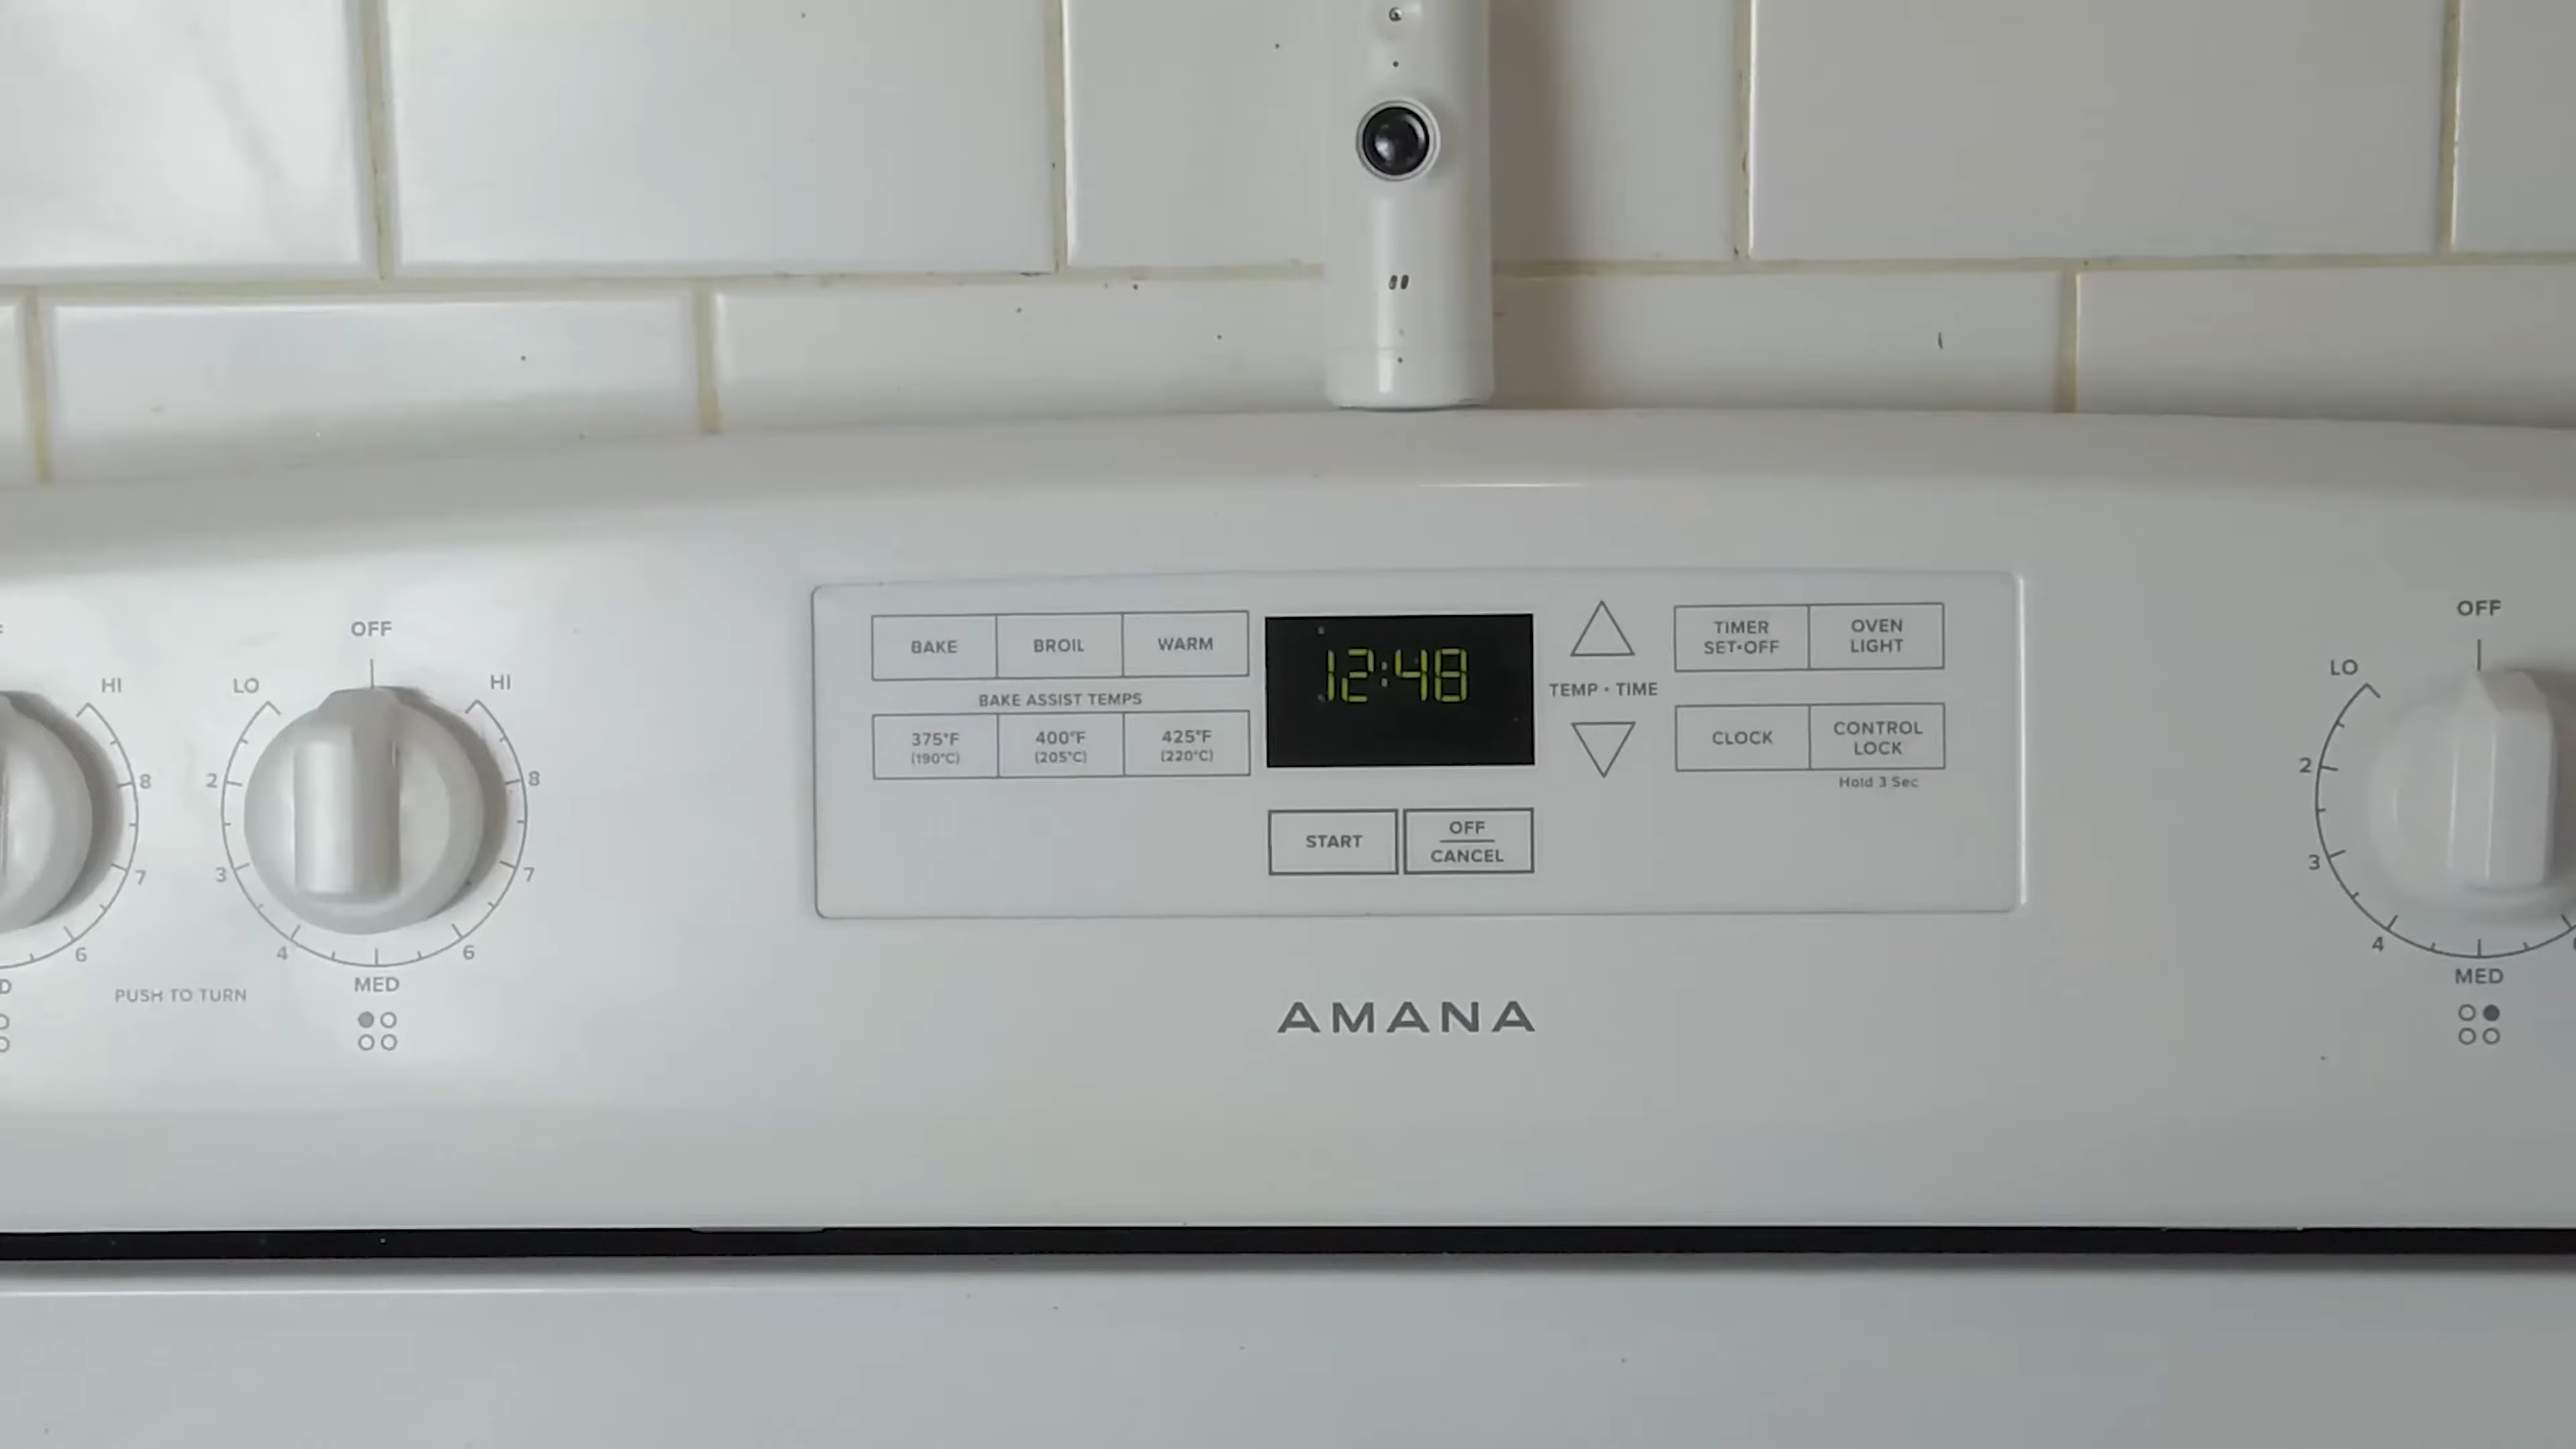 OFF
HI
8
7
6
PUSH TO TURN
LO
HI
2
8
3
7
4
6
MED
BAKE
BROIL
WARM
BAKE ASSIST TEMPS
375°F
(190°C)
400°F
(205°C)
425°F
(220°C)
12:48
TEMP • TIME
START
OFF
CANCEL
TIMER
SET•OFF
OVEN
LIGHT
CLOCK
CONTROL
LOCK
Hold 3 Sec
AMANA
OFF
LO
2
3
4
MED